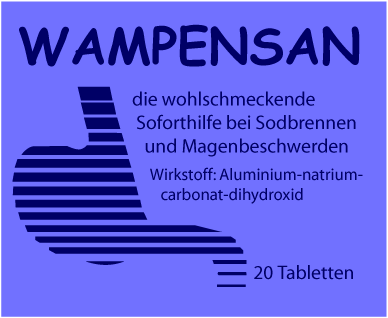 WAMPENSAN
die wohlschmeckende
Soforthilfe bei Sodbrennen
und Magenbeschwerden
Wirkstoff: Aluminium-natrium-
carbonat-dihydroxid
20 Tabletten